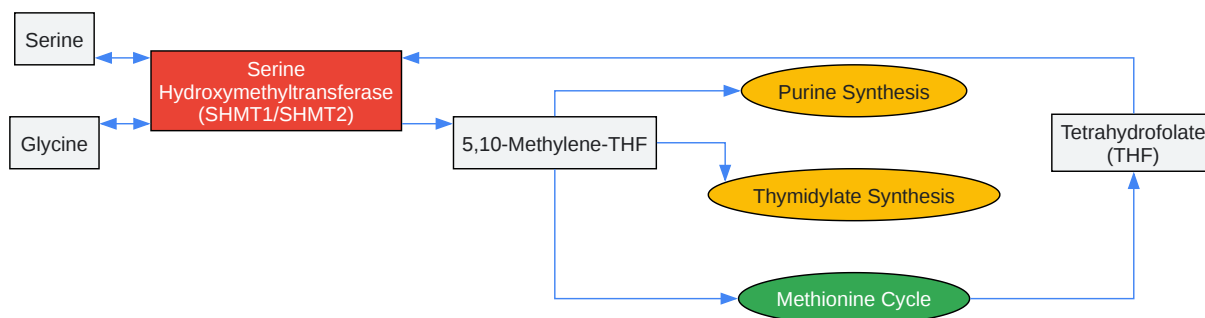 Serine
Serine
Hydroxymethyltransferase
(SHMT1/SHMT2)
Glycine
5,10-Methylene-THF
Purine Synthesis
Thymidylate Synthesis
Methionine Cycle
Tetrahydrofolate
(THF)